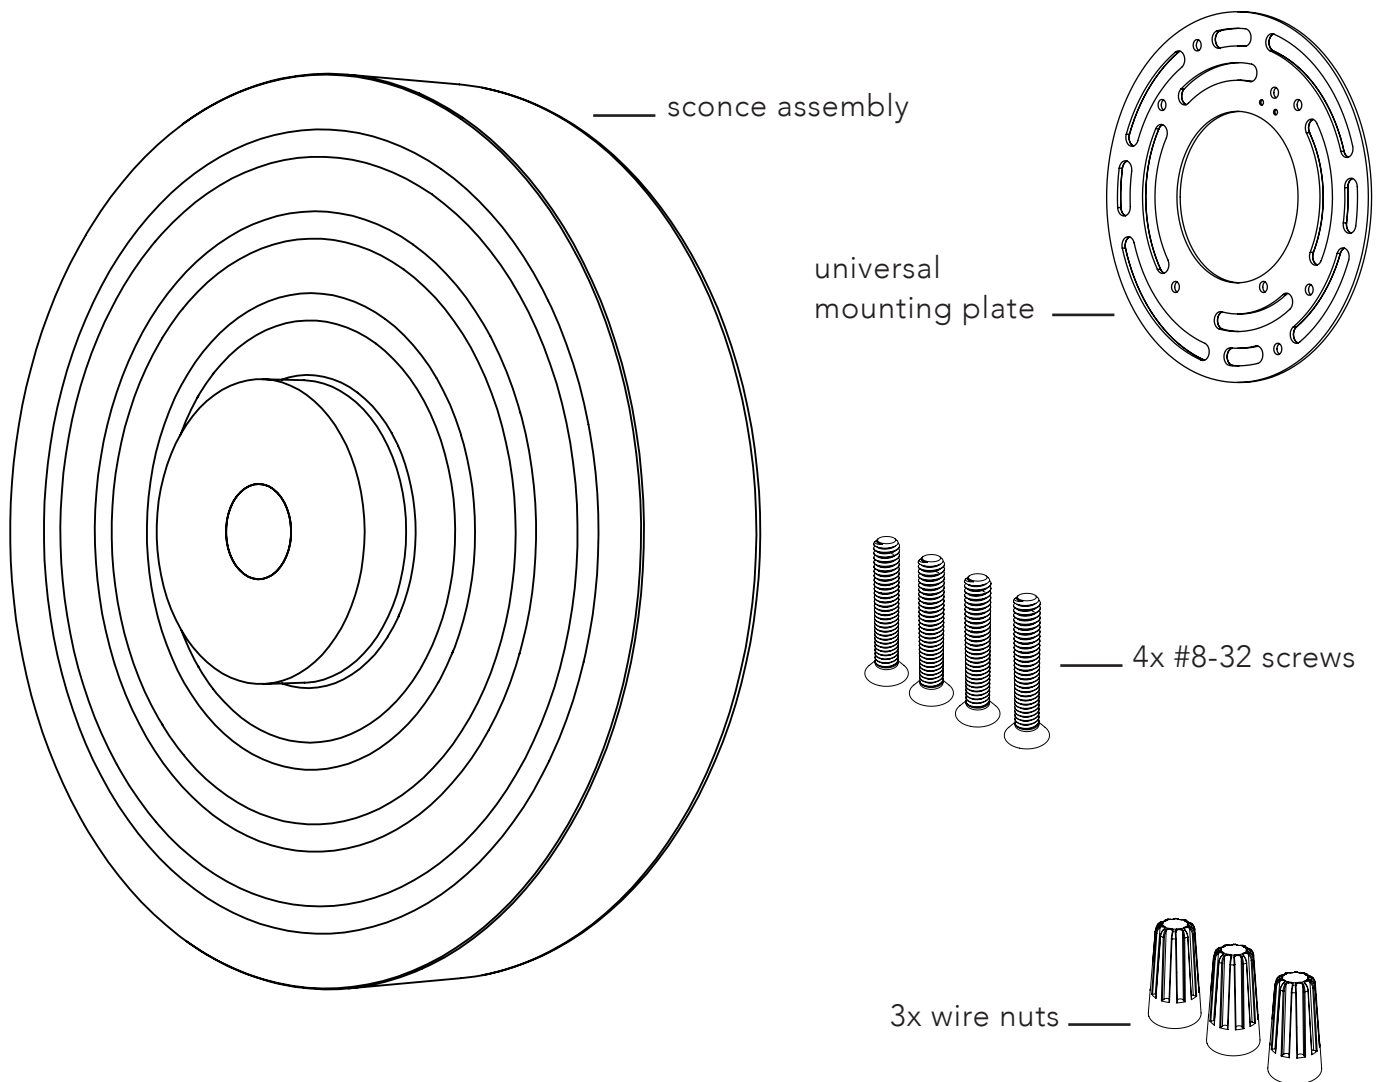 sconce assembly
universal
mounting plate
4x #8-32 screws
3x wire nuts